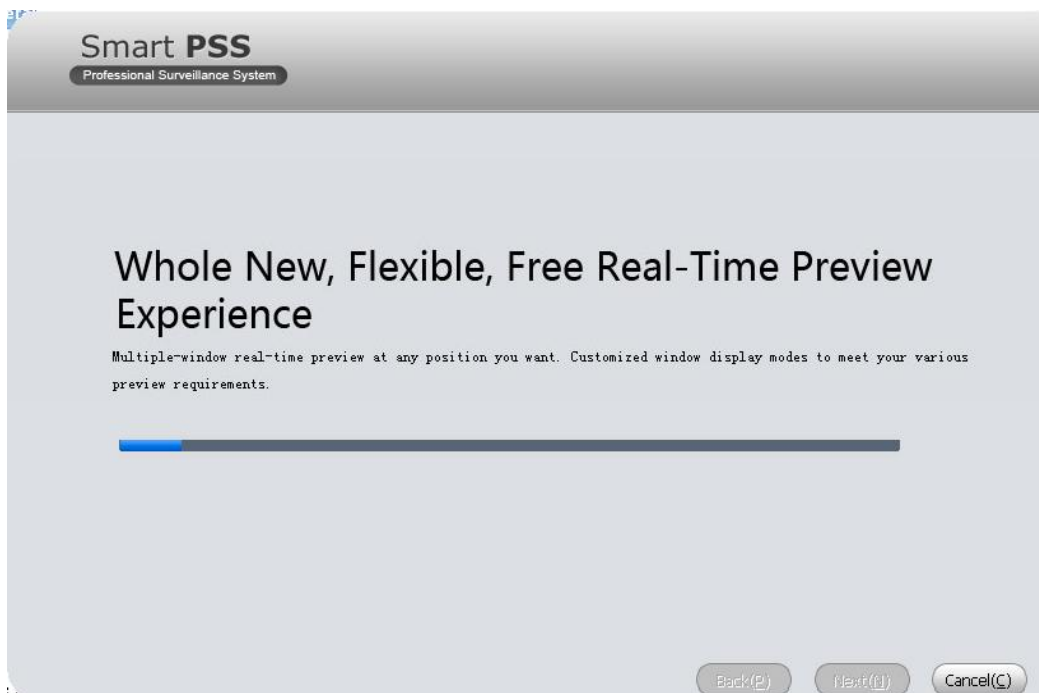 Smart PSS
Professional Surveillance System
Whole New, Flexible, Free Real-Time Preview
Experience
Multiple-window real-time preview at any position you want. Customized window display modes to meet your various
preview requirements.
Back(P) Next(N) Cancel(C)